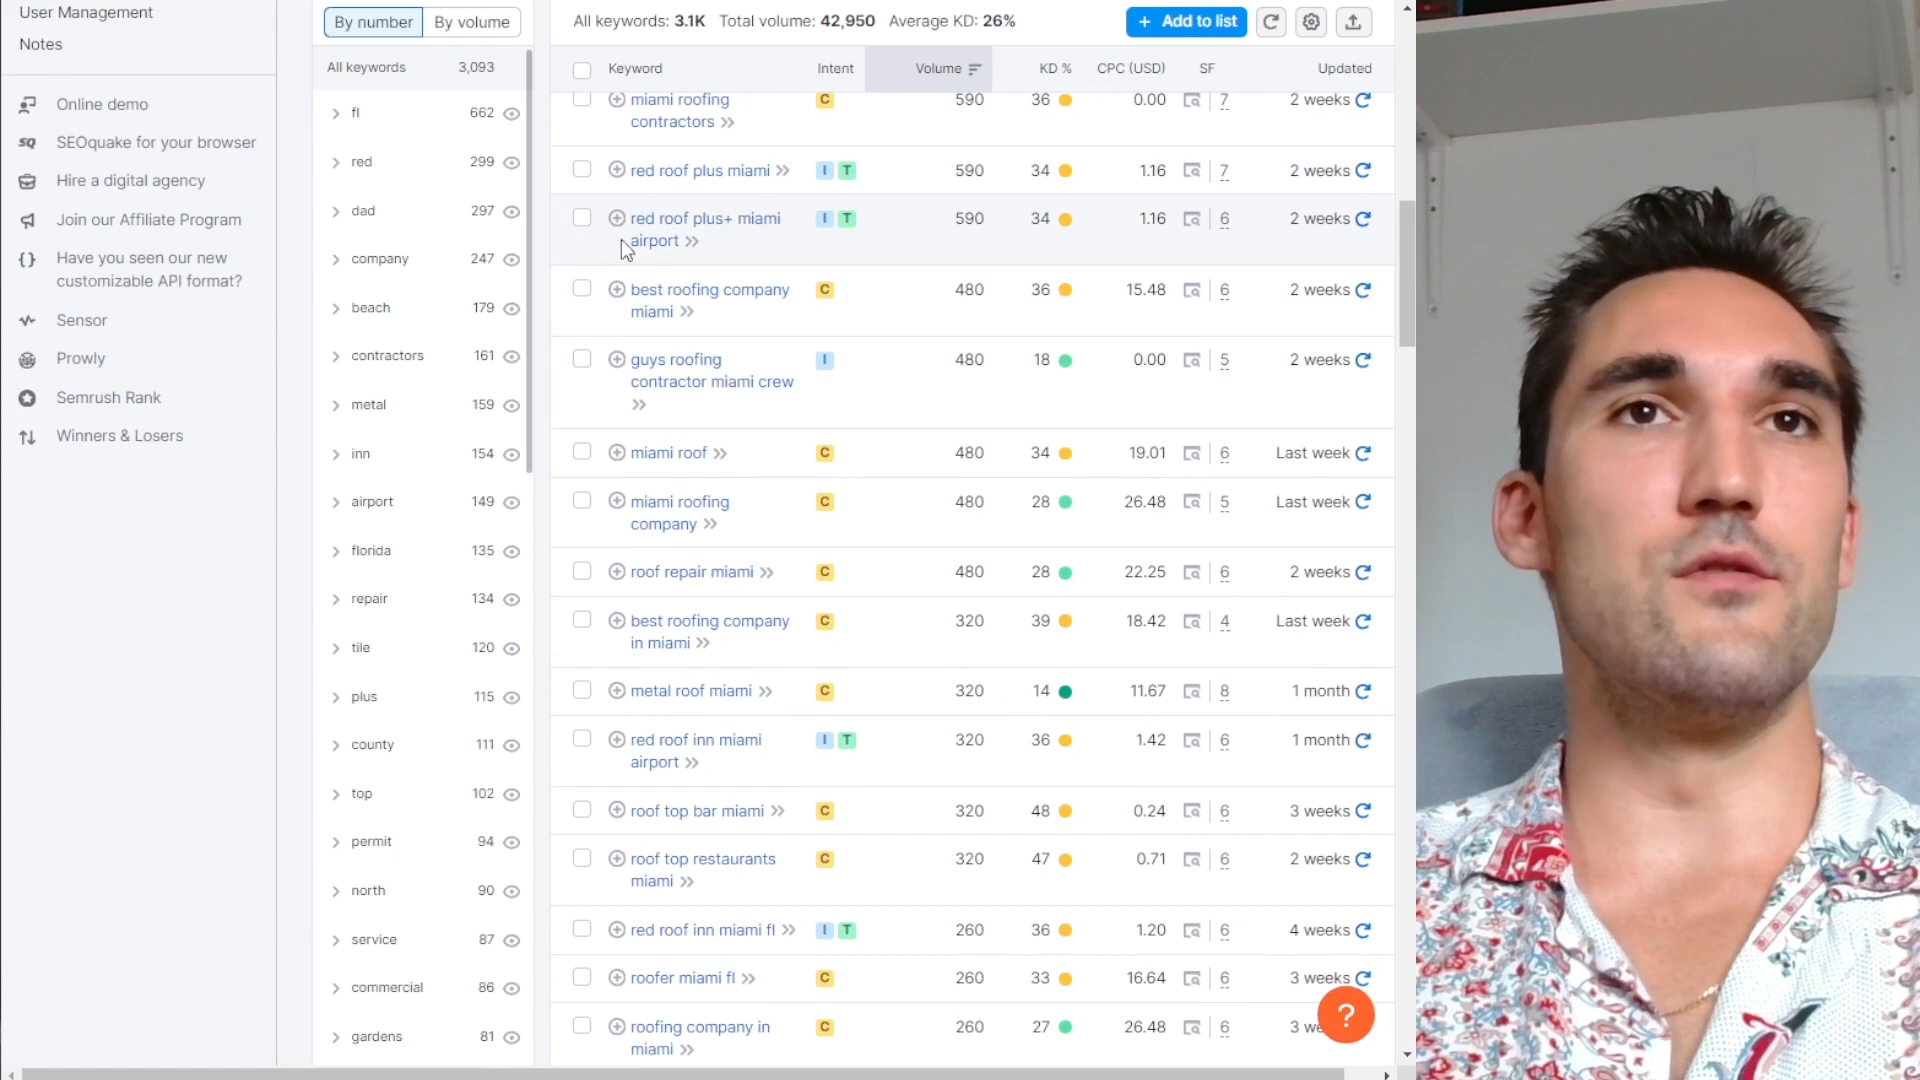 User Management
Notes
Online demo
SQ SEOquake for your browser
Hire a digital agency
Join our Affiliate Program
{} Have you seen our new
customizable API format?
Sensor
Prowly
Semrush Rank
Winners & Losers
By number By volume
All keywords 3,093
fl 662
red 299
dad 297
company 247
beach 179
contractors 161
metal 159
inn 154
airport 149
florida 135
repair 134
tile 120
plus 115
county 111
top 102
permit 94
north 90
service 87
commercial 86
gardens 81
All keywords: 3.1K Total volume: 42,950 Average KD: 26%
+ Add to list
Keyword Intent Volume KD % CPC (USD) SF Updated
miami roofing C 590 36 0.00 7 2 weeks
contractors >>
red roof plus miami >> I T 590 34 1.16 7 2 weeks
red roof plus+ miami I T 590 34 1.16 6 2 weeks
airport >>
best roofing company C 480 36 15.48 6 2 weeks
miami >>
guys roofing I 480 18 0.00 5 2 weeks
contractor miami crew
>>
miami roof >> C 480 34 19.01 6 Last week
miami roofing C 480 28 26.48 5 Last week
company >>
roof repair miami >> C 480 28 22.25 6 2 weeks
best roofing company C 320 39 18.42 4 Last week
in miami >>
metal roof miami >> C 320 14 11.67 8 1 month
red roof inn miami I T 320 36 1.42 6 1 month
airport >>
roof top bar miami >> C 320 48 0.24 6 3 weeks
roof top restaurants C 320 47 0.71 6 2 weeks
miami >>
red roof inn miami fl >> I T 260 36 1.20 6 4 weeks
roofer miami fl >> C 260 33 16.64 6 3 weeks
roofing company in C 260 27 26.48 6 3 we
miami >>
?